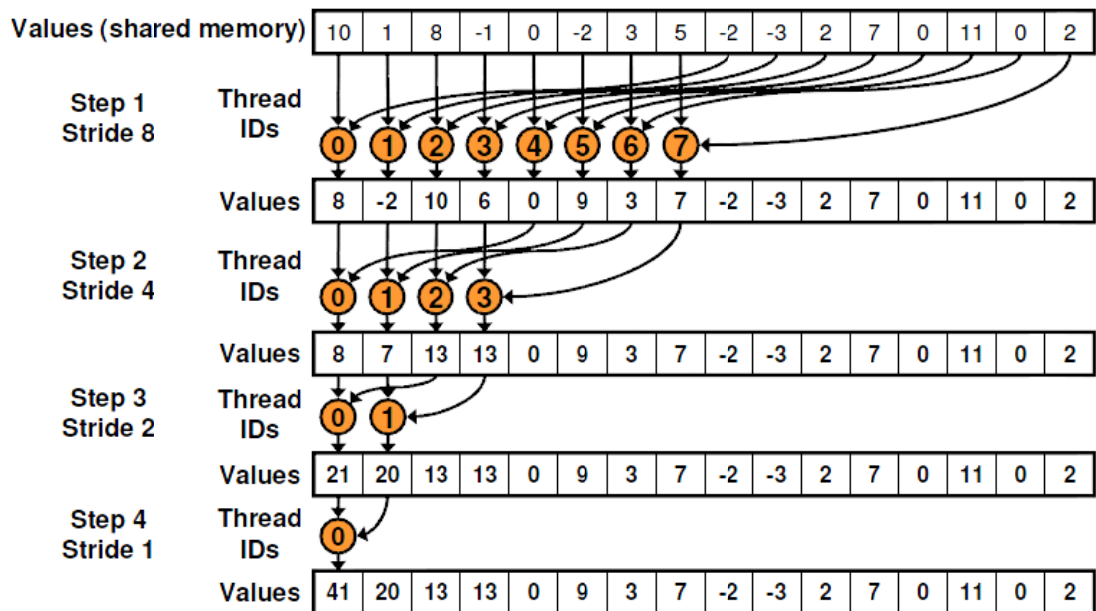 Values (shared memory) 10 1 8 -1 0 -2 3 5 -2 -3 2 7 0 11 0 2
Step 1 Stride 8 Thread IDs 0 1 2 3 4 5 6 7
Values 8 -2 10 6 0 9 3 7 -2 -3 2 7 0 11 0 2
Step 2 Stride 4 Thread IDs 0 1 2 3
Values 8 7 13 13 0 9 3 7 -2 -3 2 7 0 11 0 2
Step 3 Stride 2 Thread IDs 0 1
Values 21 20 13 13 0 9 3 7 -2 -3 2 7 0 11 0 2
Step 4 Stride 1 Thread IDs 0
Values 41 20 13 13 0 9 3 7 -2 -3 2 7 0 11 0 2